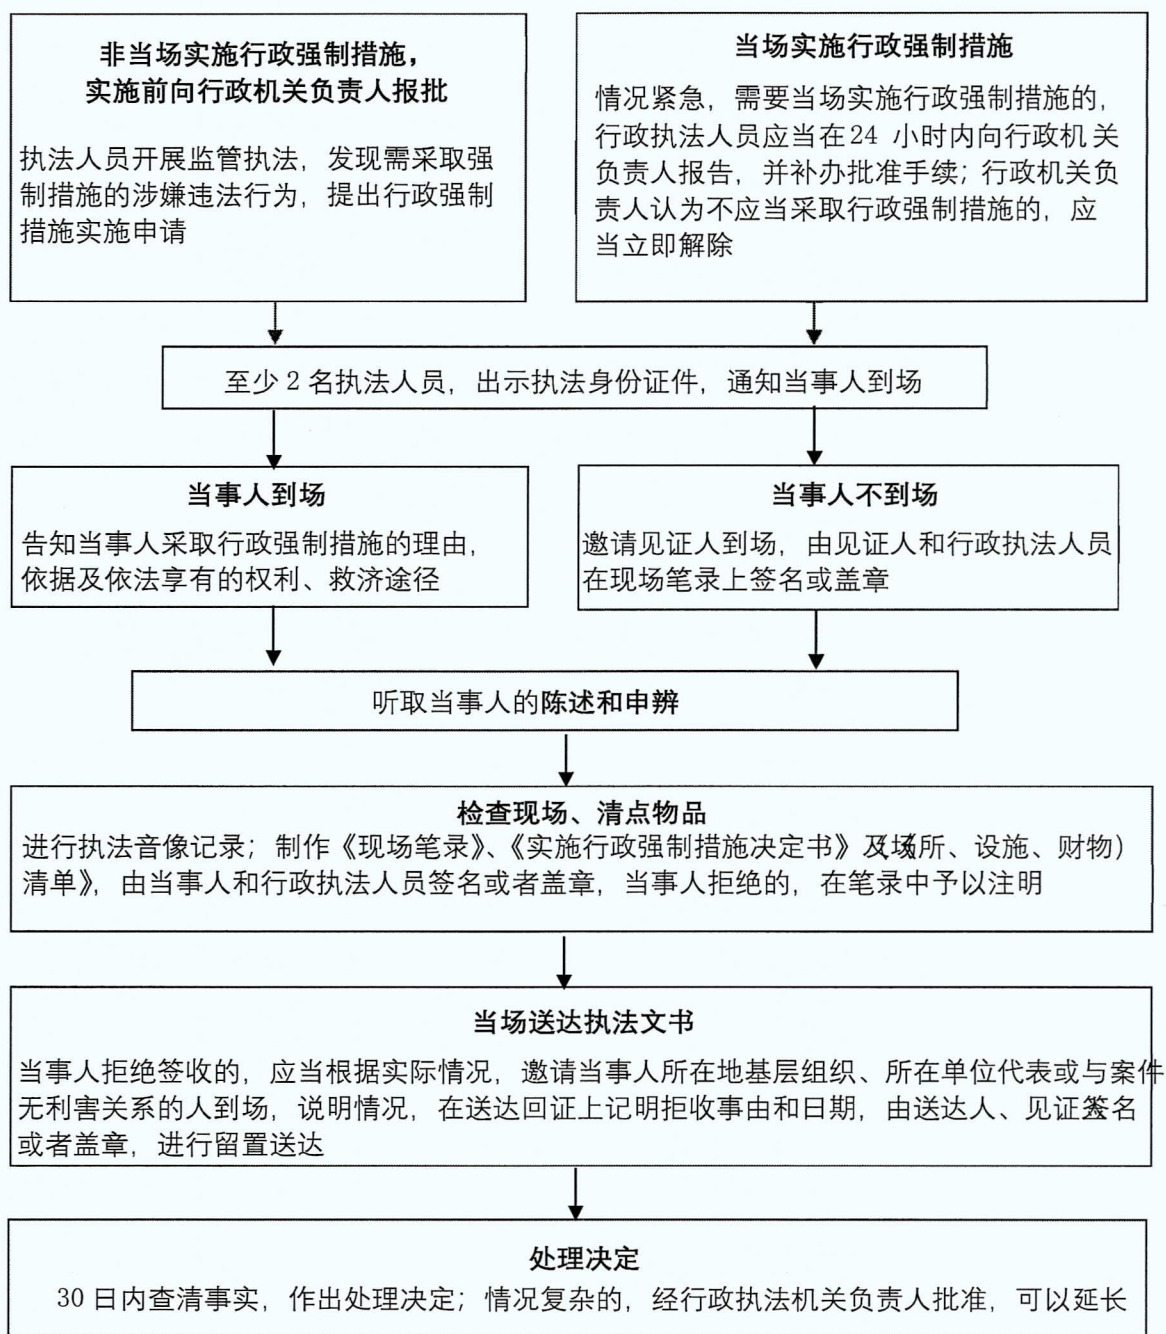 非当场实施行政强制措施，
实施前向行政机关负责人报批
执法人员开展监管执法，发现需采取强
制措施的涉嫌违法行为，提出行政强制
措施实施申请
当场实施行政强制措施
情况紧急，需要当场实施行政强制措施的，
行政执法人员应当在24 小时内向行政机关
负责人报告，并补办批准手续；行政机关负
责人认为不应当采取行政强制措施的，应
当立即解除
至少 2 名执法人员，出示执法身份证件，通知当事人到场
当事人到场
告知当事人采取行政强制措施的理由，
依据及依法享有的权利、救济途径
当事人不到场
邀请见证人到场，由见证人和行政执法人员
在现场笔录上签名或盖章
听取当事人的陈述和申辨
检查现场、清点物品
进行执法音像记录；制作《现场笔录》、《实施行政强制措施决定书》及场所、设施、财物）
清单》，由当事人和行政执法人员签名或者盖章，当事人拒绝的，在笔录中予以注明
当场送达执法文书
当事人拒绝签收的，应当根据实际情况，邀请当事人所在地基层组织、所在单位代表或与案件
无利害关系的人到场，说明情况，在送达回证上记明拒收事由和日期，由送达人、见证签名
或者盖章，进行留置送达
处理决定
30 日内查清事实，作出处理决定；情况复杂的，经行政执法机关负责人批准，可以延长